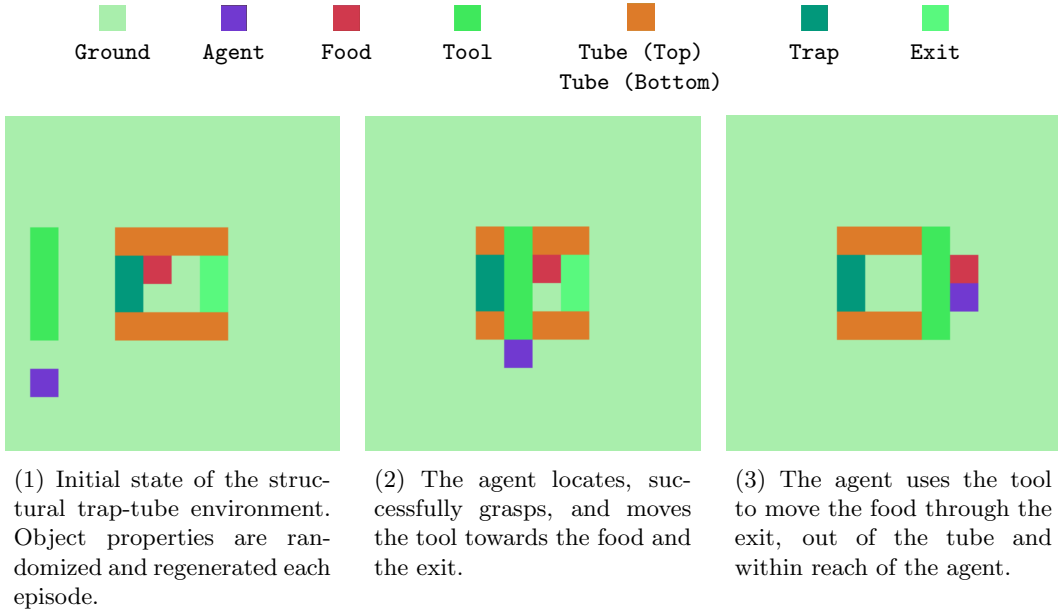 Ground Agent Food Tool Tube (Top) Trap Exit
Tube (Bottom)
(1) Initial state of the struc-
tural trap-tube environment.
Object properties are ran-
domized and regenerated each
episode.
(2) The agent locates, suc-
cessfully grasps, and moves
the tool towards the food and
the exit.
(3) The agent uses the tool
to move the food through the
exit, out of the tube and
within reach of the agent.